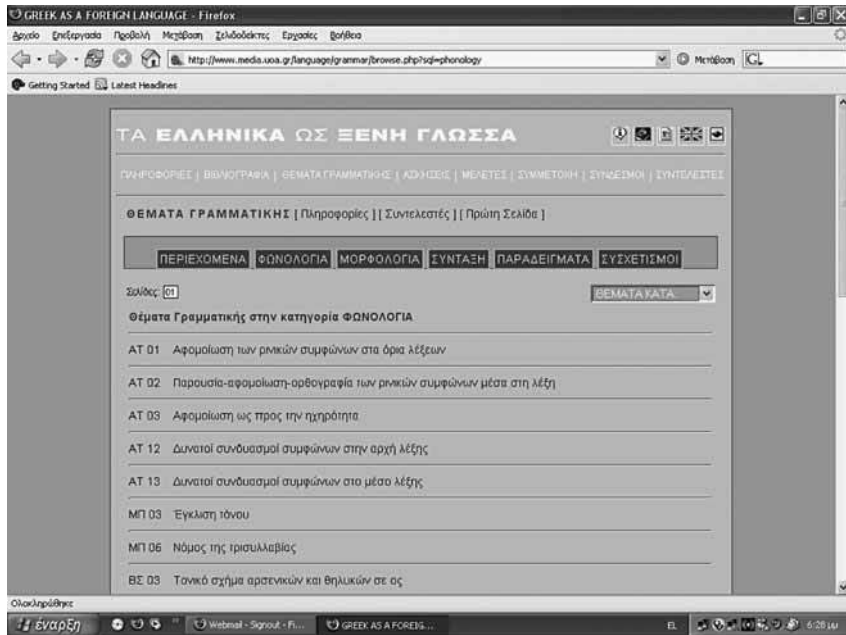 GREEK AS A FOREIGN LANGUAGE - Firefox
Αρχείο Επεξεργασία Προβολή Μετάβαση Σελιδοδείκτες Εργασίες Βοήθεια
http://www.media.uoa.gr/language/grammar/browse.php?sql=phonology Μετάβαση
Getting Started Latest Headlines
ΤΑ ΕΛΛΗΝΙΚΑ ΩΣ ΞΕΝΗ ΓΛΩΣΣΑ
ΠΛΗΡΟΦΟΡΙΕΣ | ΒΙΒΛΙΟΓΡΑΦΙΑ | ΘΕΜΑΤΑ ΓΡΑΜΜΑΤΙΚΗΣ | ΑΣΚΗΣΕΙΣ | ΜΕΛΕΤΕΣ | ΣΥΜΜΕΤΟΧΗ | ΣΥΝΔΕΣΜΟΙ | ΣΥΝΤΕΛΕΣΤΕΣ
ΘΕΜΑΤΑ ΓΡΑΜΜΑΤΙΚΗΣ [ Πληροφορίες ] [ Συντελεστές ] [ Πρώτη Σελίδα ]
ΠΕΡΙΕΧΟΜΕΝΑ ΦΩΝΟΛΟΓΙΑ ΜΟΡΦΟΛΟΓΙΑ ΣΥΝΤΑΞΗ ΠΑΡΑΔΕΙΓΜΑΤΑ ΣΥΣΧΕΤΙΣΜΟΙ
Σελίδες: 01 ΘΕΜΑΤΑ ΚΑΤΑ...
Θέματα Γραμματικής στην κατηγορία ΦΩΝΟΛΟΓΙΑ
ΑΤ 01 Αφομοίωση των ρινικών συμφώνων στα όρια λέξεων
ΑΤ 02 Παρουσία-αφομοίωση-ορθογραφία των ρινικών συμφώνων μέσα στη λέξη
ΑΤ 03 Αφομοίωση ως προς την ηχηρότητα
ΑΤ 12 Δυνατοί συνδυασμοί συμφώνων στην αρχή λέξης
ΑΤ 13 Δυνατοί συνδυασμοί συμφώνων στο μέσο λέξης
ΜΠ 03 Έγκλιση τόνου
ΜΠ 06 Νόμος της τρισυλλαβίας
ΒΣ 03 Τονικό σχήμα αρσενικών και θηλυκών σε ος
Ολοκληρώθηκε
έναρξη Webmail - Signout - Fi... GREEK AS A FOREIG... EL 6:28 μμ